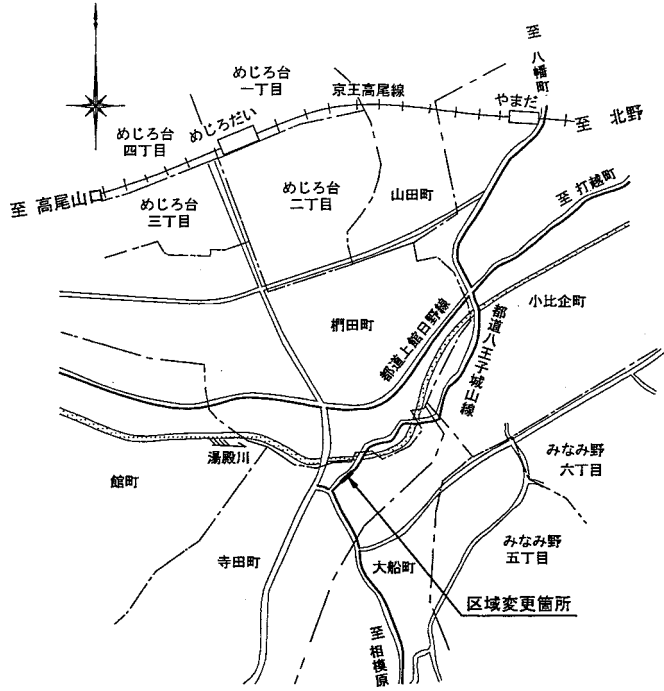 至 八幡町
めじろ台
一丁目
京王高尾線
やまだ
至 北野
めじろ台
四丁目
めじろだい
至 高尾山口
めじろ台
三丁目
めじろ台
二丁目
山田町
至 打越町
小比企町
椚田町
都道上館日野線
都道八王子城山線
湯殿川
館町
みなみ野
六丁目
みなみ野
五丁目
寺田町
大船町
区域変更箇所
至 相模原